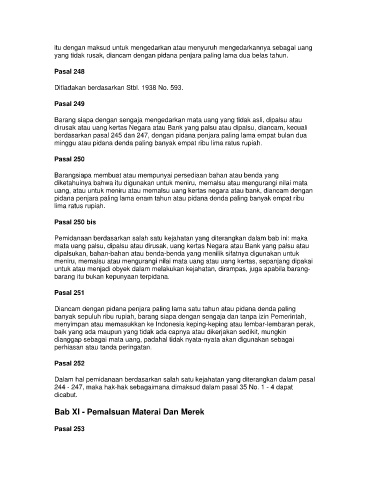 itu dengan maksud untuk mengedarkan atau menyuruh mengedarkannya sebagai uang
yang tidak rusak, diancam dengan pidana penjara paling lama dua belas tahun.
Pasal 248
Ditiadakan berdasarkan Stbl. 1938 No. 593.
Pasal 249
Barang siapa dengan sengaja mengedarkan mata uang yang tidak asli, dipalsu atau
dirusak atau uang kertas Negara atau Bank yang palsu atau dipalsu, diancam, kecuali
berdasarkan pasal 245 dan 247, dengan pidana penjara paling lama empat bulan dua
minggu atau pidana denda paling banyak empat ribu lima ratus rupiah.
Pasal 250
Barangsiapa membuat atau mempunyai persediaan bahan atau benda yang
diketahuinya bahwa itu digunakan untuk meniru, memalsu atau mengurangi nilai mata
uang, atau untuk meniru atau memalsu uang kertas negara atau bank, diancam dengan
pidana penjara paling lama enam tahun atau pidana denda paling banyak empat ribu
lima ratus rupiah.
Pasal 250 bis
Pemidanaan berdasarkan salah satu kejahatan yang diterangkan dalam bab ini: maka
mata uang palsu, dipalsu atau dirusak, uang kertas Negara atau Bank yang palsu atau
dipalsukan, bahan-bahan atau benda-benda yang menilik sifatnya digunakan untuk
meniru, memalsu atau mengurangi nilai mata uang atau uang kertas, sepanjang dipakai
untuk atau menjadi obyek dalam melakukan kejahatan, dirampas, juga apabila barang-
barang itu bukan kepunyaan terpidana.
Pasal 251
Diancam dengan pidana penjara paling lama satu tahun atau pidana denda paling
banyak sepuluh ribu rupiah, barang siapa dengan sengaja dan tanpa izin Pemerintah,
menyimpan atau memasukkan ke Indonesia keping-keping atau lembar-lembaran perak,
baik yang ada maupun yang tidak ada capnya atau dikerjakan sedikit, mungkin
dianggap sebagai mata uang, padahal tidak nyata-nyata akan digunakan sebagai
perhiasan atau tanda peringatan.
Pasal 252
Dalam hal pemidanaan berdasarkan salah satu kejahatan yang diterangkan dalam pasal
244 - 247, maka hak-hak sebagaimana dimaksud dalam pasal 35 No. 1 - 4 dapat
dicabut.
Bab XI - Pemalsuan Materai Dan Merek
Pasal 253